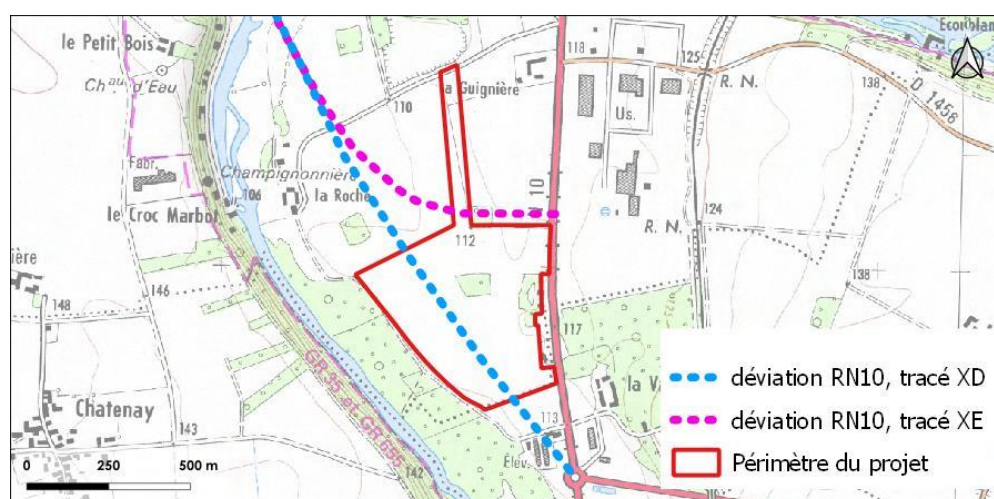 le Petit Bois
Ch.au d'Eau
Fabr.
le Croc Marbot
106
Champignonnière
la Roche
110
la Guignière
118
Us.
125
R. N.
138
D 1456
N 10
112
R. N.
124
138
146
148
117
GR 35 et GR 655
Chatenay
143
142
113
Élev.
la V
déviation RN10, tracé XD
déviation RN10, tracé XE
Périmètre du projet
0 250 500 m